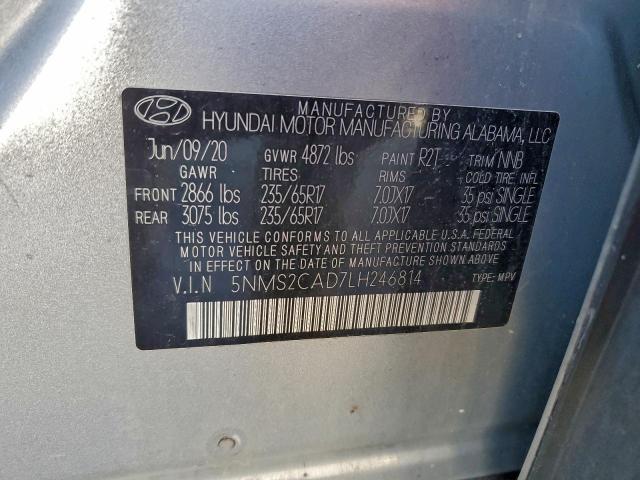 MANUFACTURED BY
HYUNDAI MOTOR MANUFACTURING ALABAMA, LLC
Jun/09/20 GVWR 4872 lbs PAINT R2T TRIM NNB
GAWR TIRES RIMS COLD TIRE INFL
FRONT 2866 lbs 235/65R17 7.0JX17 35 psi SINGLE
REAR 3075 lbs 235/65R17 7.0JX17 35 psi SINGLE
THIS VEHICLE CONFORMS TO ALL APPLICABLE U.S.A. FEDERAL
MOTOR VEHICLE SAFETY AND THEFT PREVENTION STANDARDS
IN EFFECT ON THE DATE OF MANUFACTURE SHOWN ABOVE.
V.I.N 5NMS2CAD7LH246814 TYPE: MPV